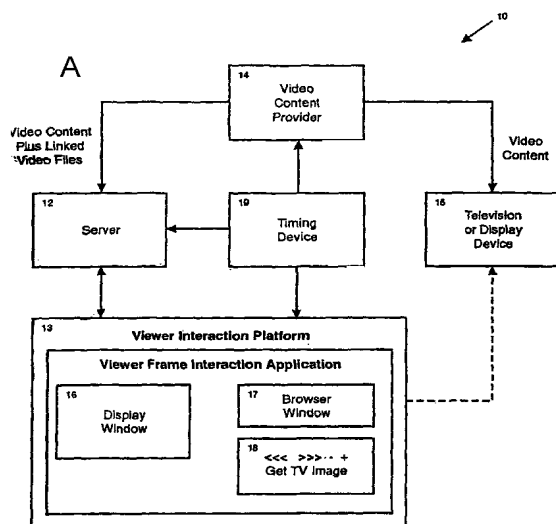 10
A
14
Video
Content
Provider
Video Content
Plus Linked
Video Files
Video
Content
12
Server
19
Timing
Device
15
Television
or Display
Device
13
Viewer Interaction Platform
Viewer Frame Interaction Application
16
Display
Window
17
Browser
Window
18
<<< >>>-- +
Get TV Image